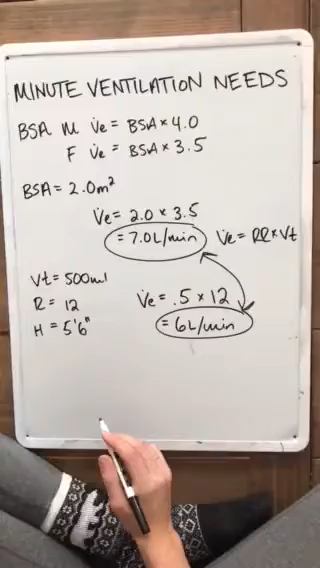 MINUTE VENTILATION NEEDS
BSA M V̇e = BSA × 4.0
F V̇e = BSA × 3.5
BSA = 2.0m²
V̇e = 2.0 × 3.5
= 7.0L/min
V̇e = RR × Vt
Vt = 500ml
R = 12
H = 5'6"
V̇e = .5 × 12
= 6L/min